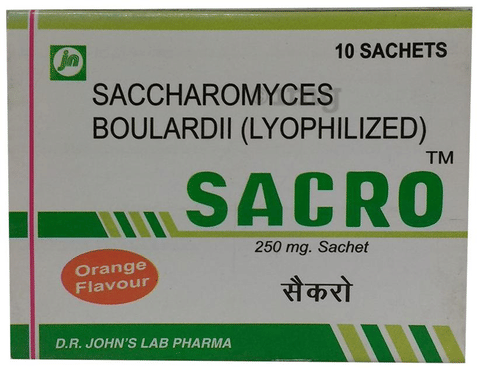 jn
10 SACHETS
SACCHAROMYCES
BOULARDII (LYOPHILIZED)
SACRO™
250 mg. Sachet
Orange
Flavour
सैकरो
D.R. JOHN'S LAB PHARMA